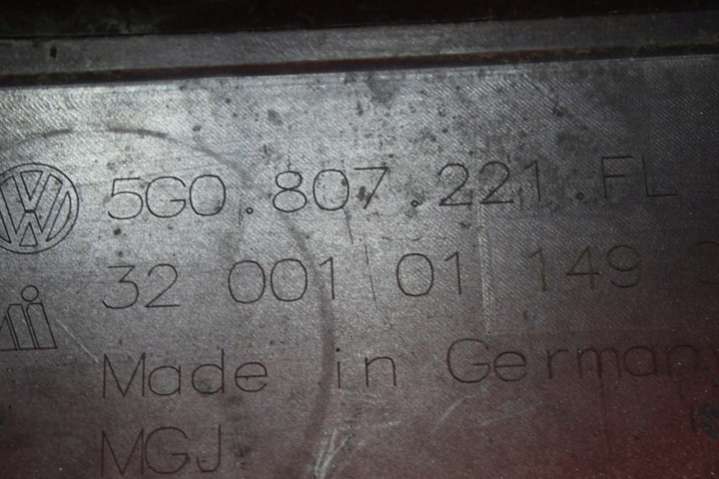 5G0.807.221.FL
32 001 01 149
Made in German
MGJ